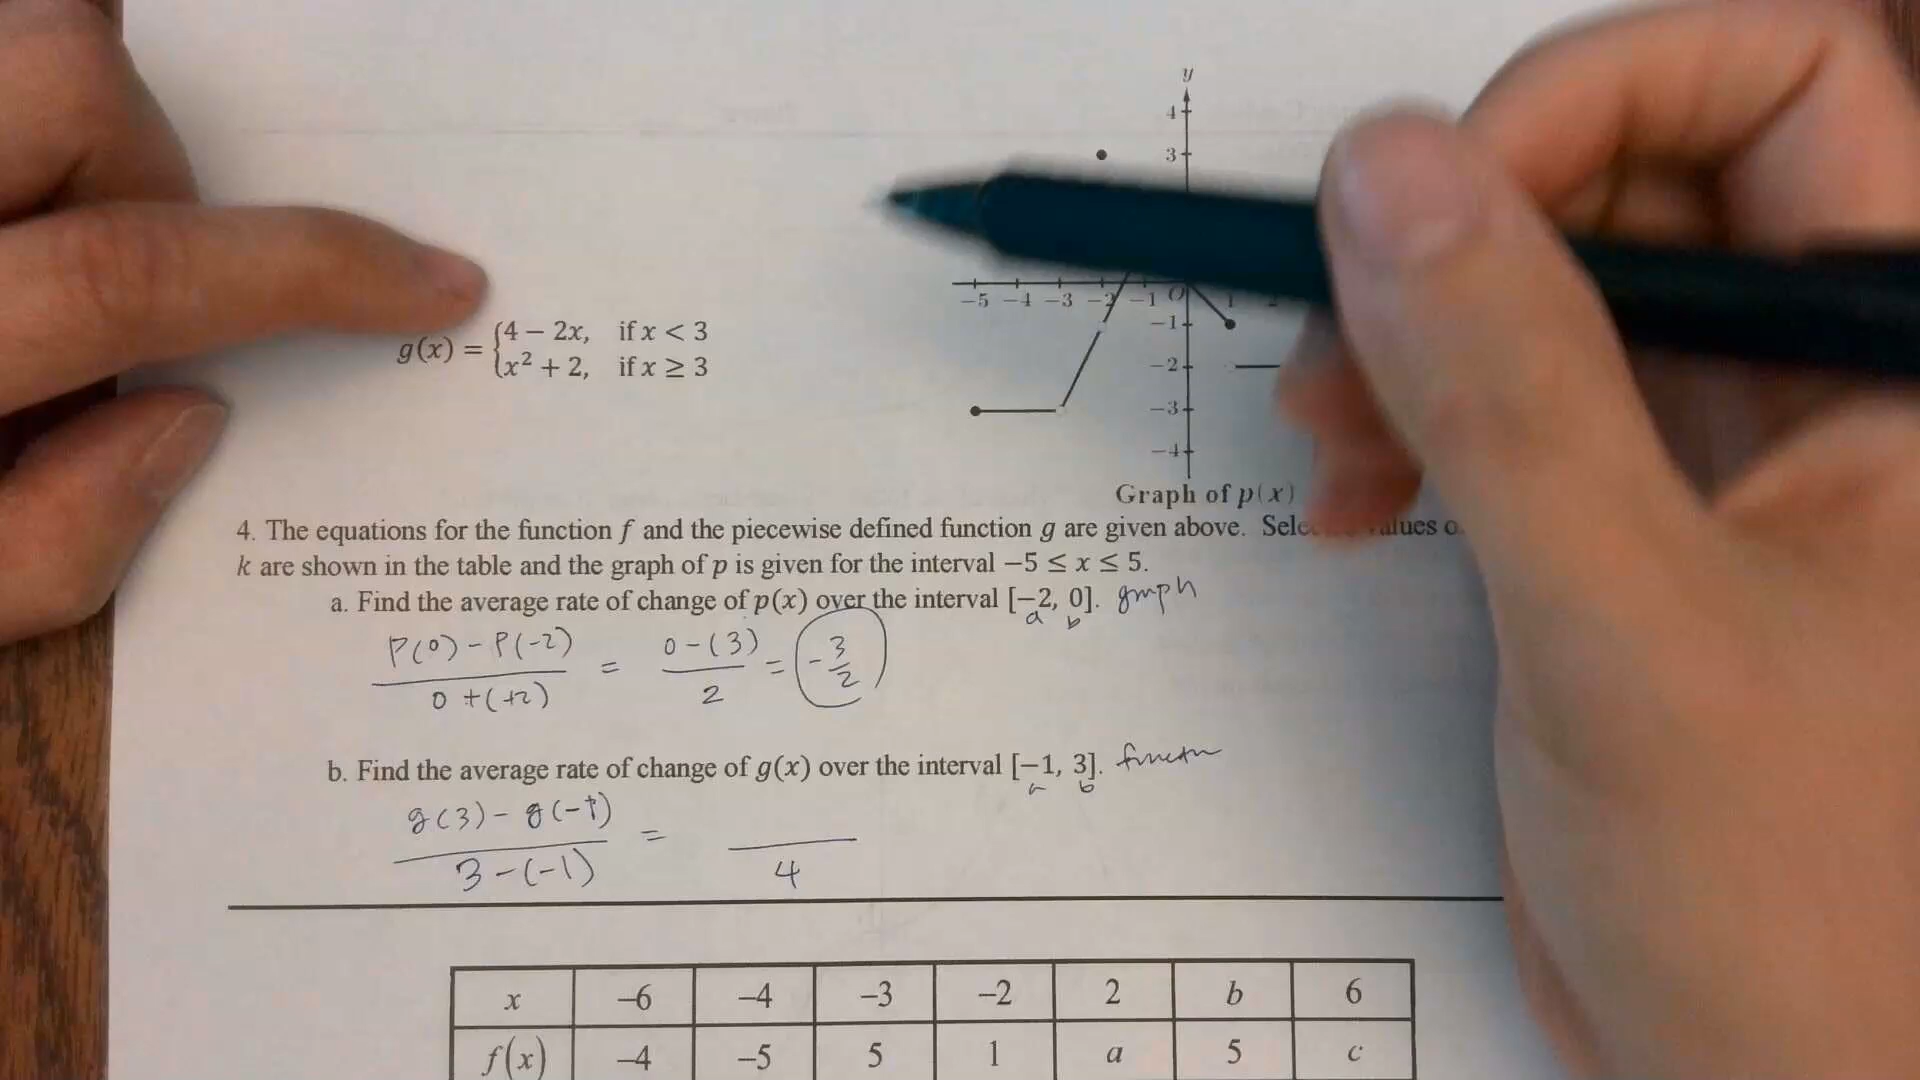 y
4
3
-5 -4 -3 -2 -1 O 1 2
-1
-2
-3
-4
g(x) = {4 − 2x, if x < 3
x² + 2, if x ≥ 3
Graph of p(x)
4. The equations for the function f and the piecewise defined function g are given above.
k are shown in the table and the graph of p is given for the interval −5 ≤ x ≤ 5.
a. Find the average rate of change of p(x) over the interval [−2, 0]. graph
a b
P(0) - P(-2) / 0 + (+2) = 0 - (3) / 2 = - 3/2
b. Find the average rate of change of g(x) over the interval [−1, 3].
a b
g(3) - g(-1) / 3 - (-1) = / 4
x −6 −4 −3 −2 2 b 6
f(x) −4 −5 5 1 a 5 c